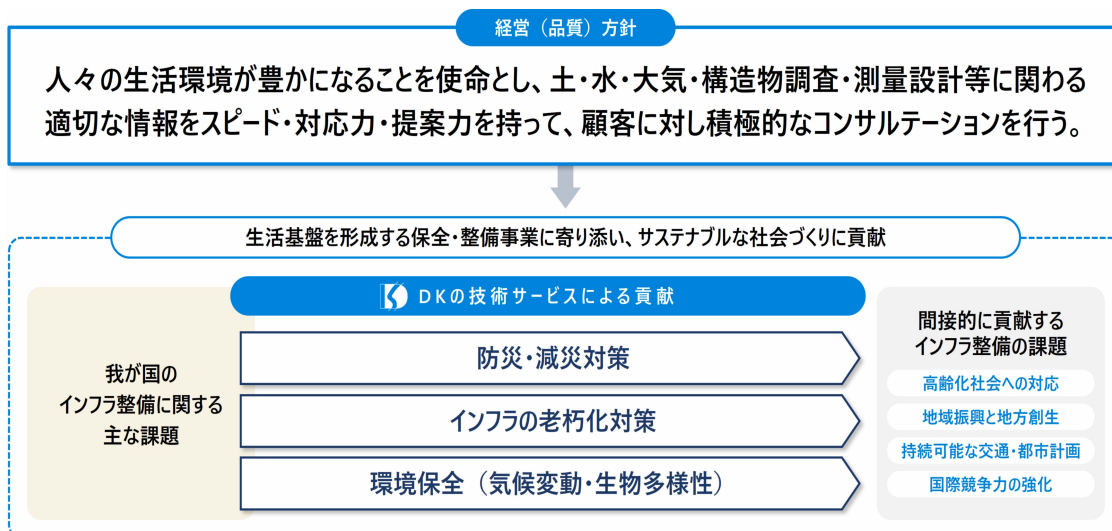 経営（品質）方針
人々の生活環境が豊かになることを使命とし、土・水・大気・構造物調査・測量設計等に関わる
適切な情報をスピード・対応力・提案力を持って、顧客に対し積極的なコンサルテーションを行う。
生活基盤を形成する保全・整備事業に寄り添い、サステナブルな社会づくりに貢献
DKの技術サービスによる貢献
我が国の
インフラ整備に関する
主な課題
防災・減災対策
インフラの老朽化対策
環境保全（気候変動・生物多様性）
間接的に貢献する
インフラ整備の課題
高齢化社会への対応
地域振興と地方創生
持続可能な交通・都市計画
国際競争力の強化